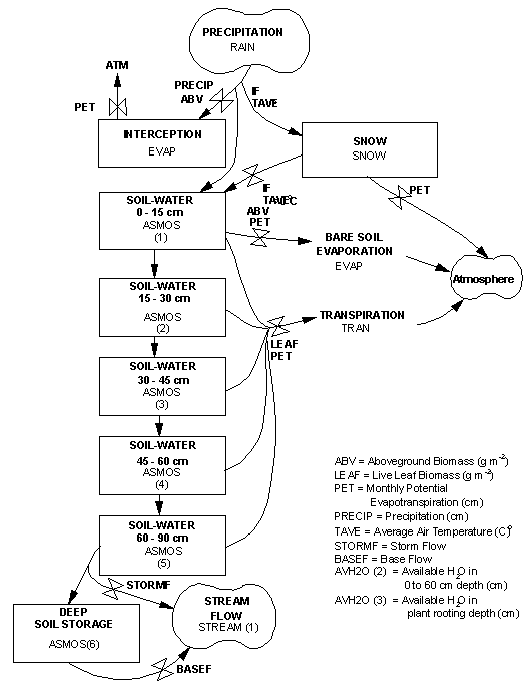 PRECIPITATION
RAIN
ATM
PRECIP
ABV
IF
TAVE
PET
INTERCEPTION
EVAP
SNOW
SNOW
PET
SOIL-WATER
0 - 15 cm
ASMOS
(1)
IF
ABV
PET
BARE SOIL
EVAPORATION
EVAP
Atmosphere
SOIL-WATER
15 - 30 cm
ASMOS
(2)
TRANSPIRATION
TRAN
LEAF
PET
SOIL-WATER
30 - 45 cm
ASMOS
(3)
SOIL-WATER
45 - 60 cm
ASMOS
(4)
SOIL-WATER
60 - 90 cm
ASMOS
(5)
STORMF
DEEP
SOIL STORAGE
ASMOS(6)
STREAM
FLOW
STREAM (1)
BASEF
ABV = Aboveground Biomass (g m⁻²)
LEAF = Live Leaf Biomass (g m⁻²)
PET = Monthly Potential
Evapotranspiration (cm)
PRECIP = Precipitation (cm)
TAVE = Average Air Temperature (C)°
STORMF = Storm Flow
BASEF = Base Flow
AVH2O (2) = Available H₂O in
0 to 60 cm depth (cm)
AVH2O (3) = Available H₂O in
plant rooting depth (cm)